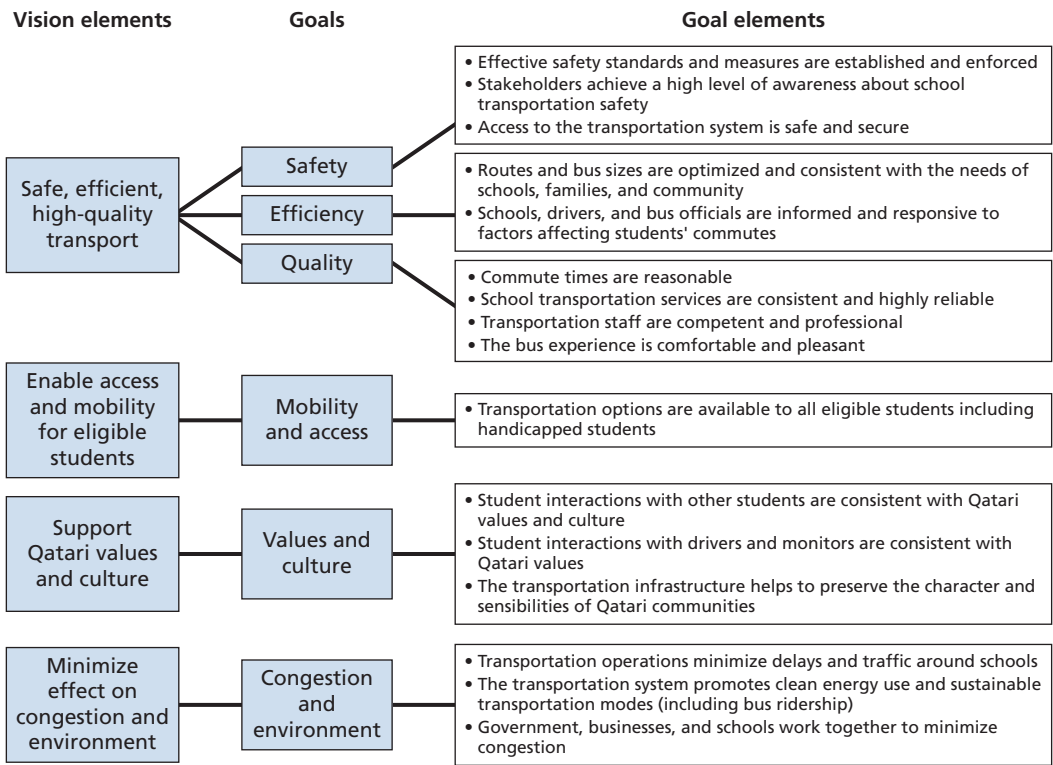 Vision elements
Goals
Goal elements
Safe, efficient,
high-quality
transport
Safety
• Effective safety standards and measures are established and enforced
• Stakeholders achieve a high level of awareness about school
transportation safety
• Access to the transportation system is safe and secure
Efficiency
• Routes and bus sizes are optimized and consistent with the needs of
schools, families, and community
• Schools, drivers, and bus officials are informed and responsive to
factors affecting students' commutes
Quality
• Commute times are reasonable
• School transportation services are consistent and highly reliable
• Transportation staff are competent and professional
• The bus experience is comfortable and pleasant
Enable access
and mobility
for eligible
students
Mobility
and access
• Transportation options are available to all eligible students including
handicapped students
Support
Qatari values
and culture
Values and
culture
• Student interactions with other students are consistent with Qatari
values and culture
• Student interactions with drivers and monitors are consistent with
Qatari values
• The transportation infrastructure helps to preserve the character and
sensibilities of Qatari communities
Minimize
effect on
congestion and
environment
Congestion
and
environment
• Transportation operations minimize delays and traffic around schools
• The transportation system promotes clean energy use and sustainable
transportation modes (including bus ridership)
• Government, businesses, and schools work together to minimize
congestion